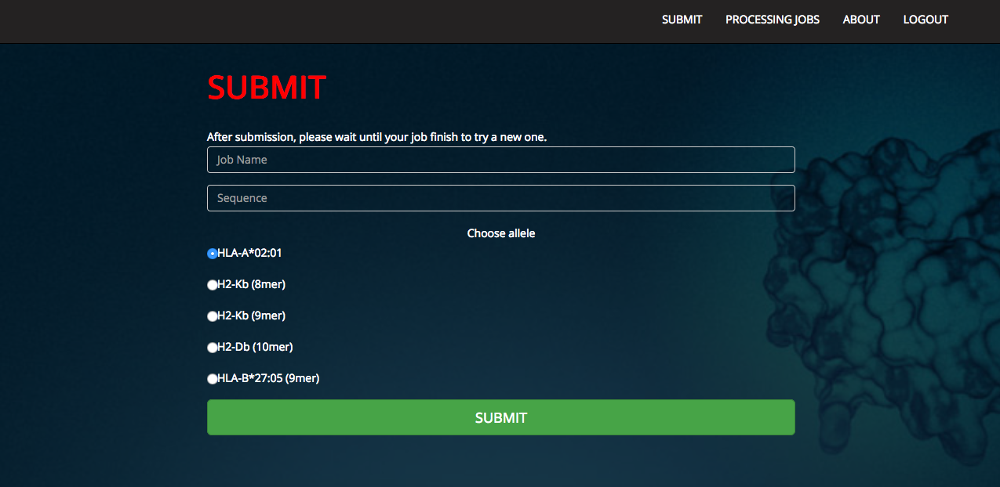 SUBMIT PROCESSING JOBS ABOUT LOGOUT
SUBMIT
After submission, please wait until your job finish to try a new one.
Job Name
Sequence
Choose allele
HLA-A*02:01
H2-Kb (8mer)
H2-Kb (9mer)
H2-Db (10mer)
HLA-B*27:05 (9mer)
SUBMIT